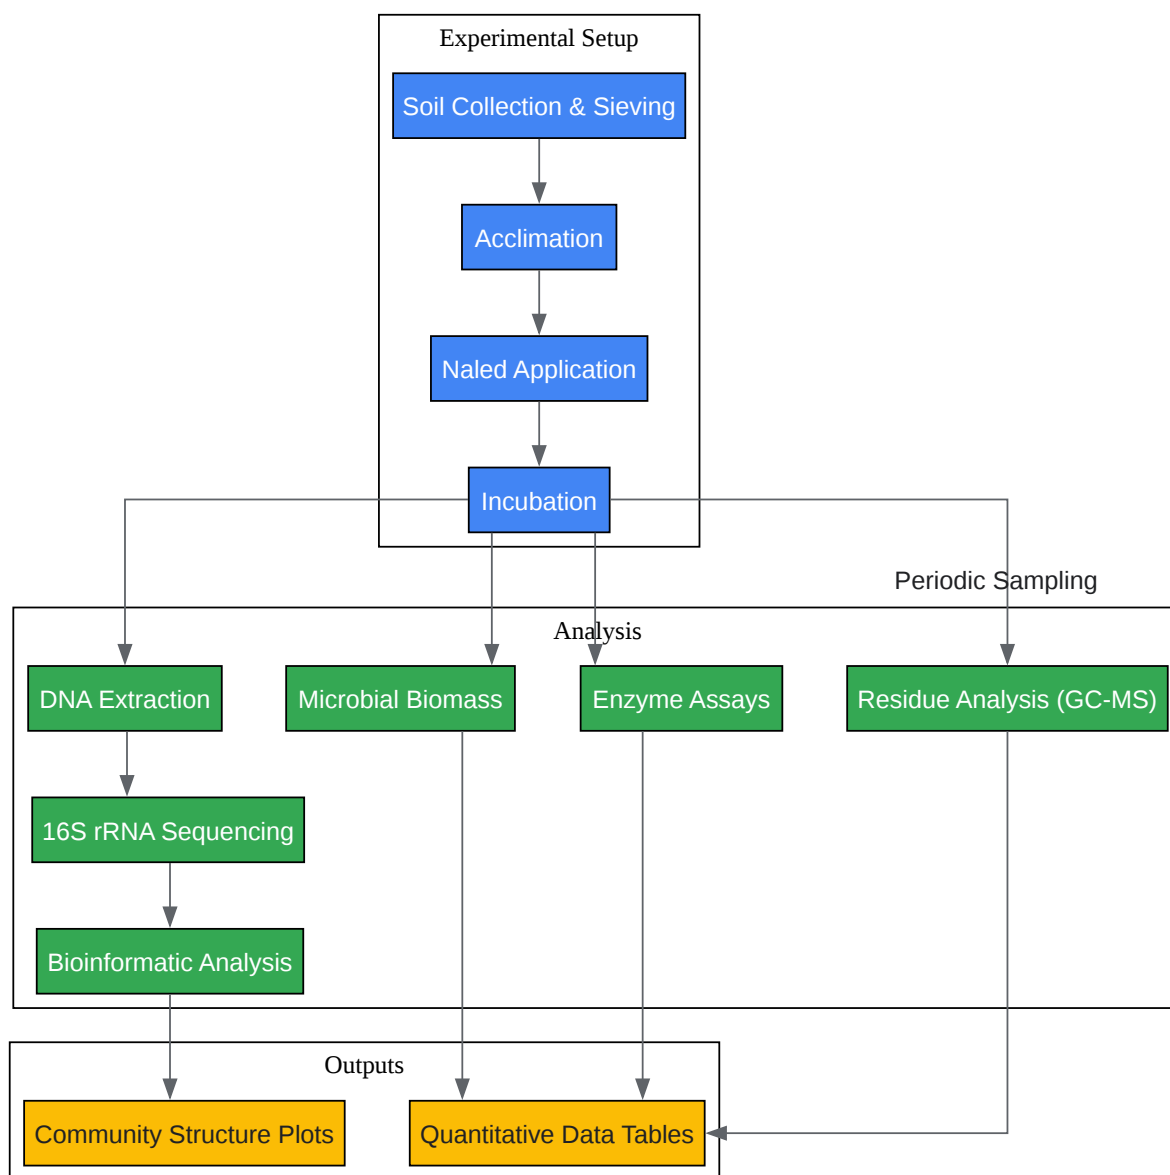 Experimental Setup
Soil Collection & Sieving
Acclimation
Naled Application
Incubation
Periodic Sampling
Analysis
DNA Extraction
Microbial Biomass
Enzyme Assays
Residue Analysis (GC-MS)
16S rRNA Sequencing
Bioinformatic Analysis
Outputs
Community Structure Plots
Quantitative Data Tables